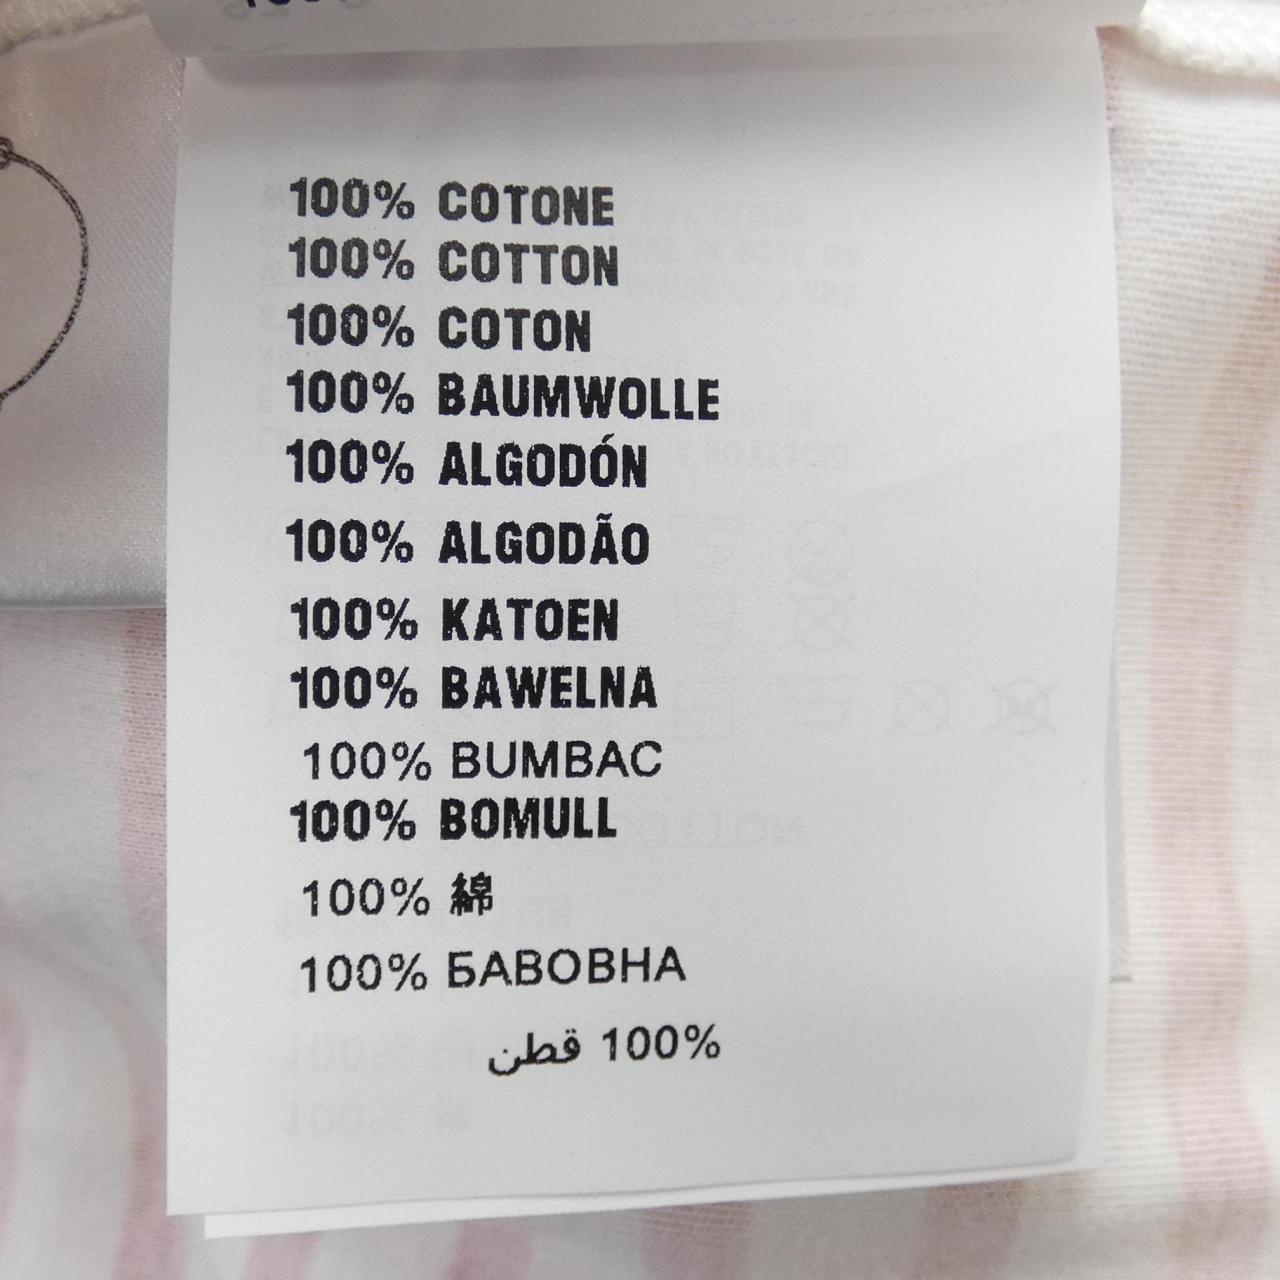 100% COTONE
100% COTTON
100% COTON
100% BAUMWOLLE
100% ALGODÓN
100% ALGODÃO
100% KATOEN
100% BAWELNA
100% BUMBAC
100% BOMULL
100% 綿
100% БАВОВНА
100% قطن